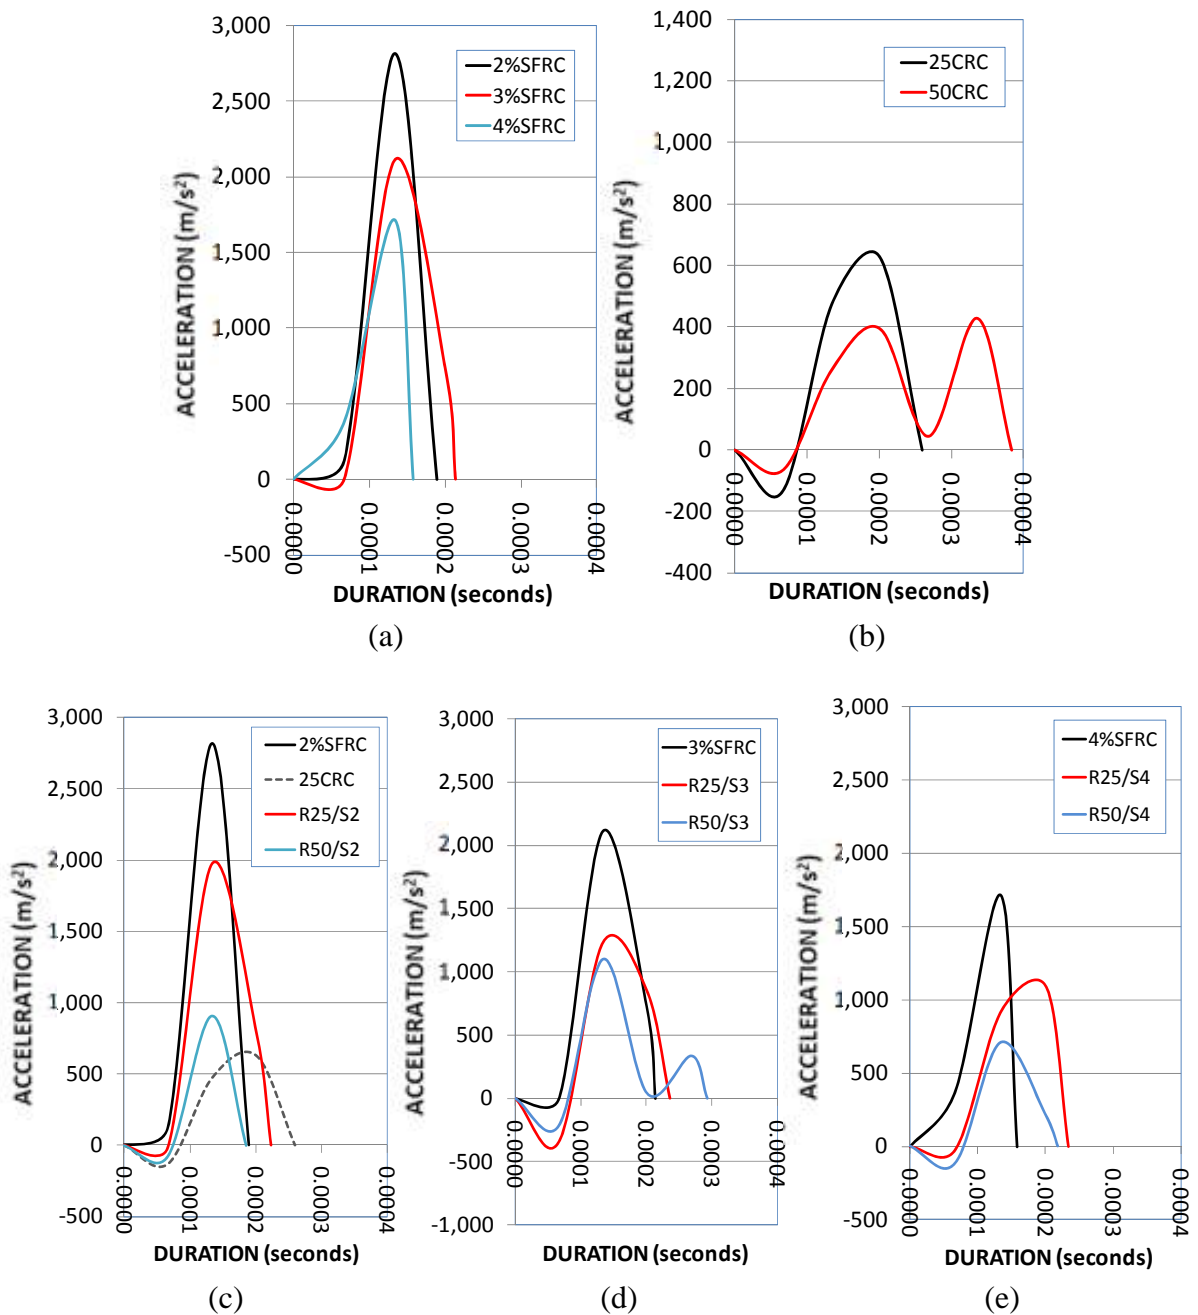 3,000
2,500
2,000
1,500
1,000
500
0
-500
ACCELERATION (m/s²)
2%SFRC
3%SFRC
4%SFRC
0.0000
0.0001
0.0002
0.0003
0.0004
DURATION (seconds)
(a)
1,400
1,200
1,000
800
600
400
200
0
-200
-400
ACCELERATION (m/s²)
25CRC
50CRC
0.0000
0.0001
0.0002
0.0003
0.0004
DURATION (seconds)
(b)
3,000
2,500
2,000
1,500
1,000
500
0
-500
ACCELERATION (m/s²)
2%SFRC
25CRC
R25/S2
R50/S2
0.0000
0.0001
0.0002
0.0003
0.0004
DURATION (seconds)
(c)
3,000
2,500
2,000
1,500
1,000
500
0
-500
-1,000
ACCELERATION (m/s²)
3%SFRC
R25/S3
R50/S3
0.0000
0.0001
0.0002
0.0003
0.0004
DURATION (seconds)
(d)
3,000
2,500
2,000
1,500
1,000
500
0
-500
ACCELERATION (m/s²)
4%SFRC
R25/S4
R50/S4
0.0000
0.0001
0.0002
0.0003
0.0004
DURATION (seconds)
(e)